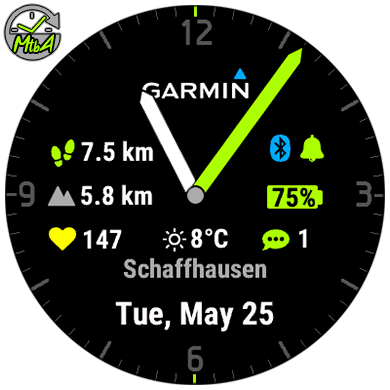 MtbA
12
GARMIN
7.5 km
5.8 km
75%
9
3
147
8°C
1
Schaffhausen
Tue, May 25
6